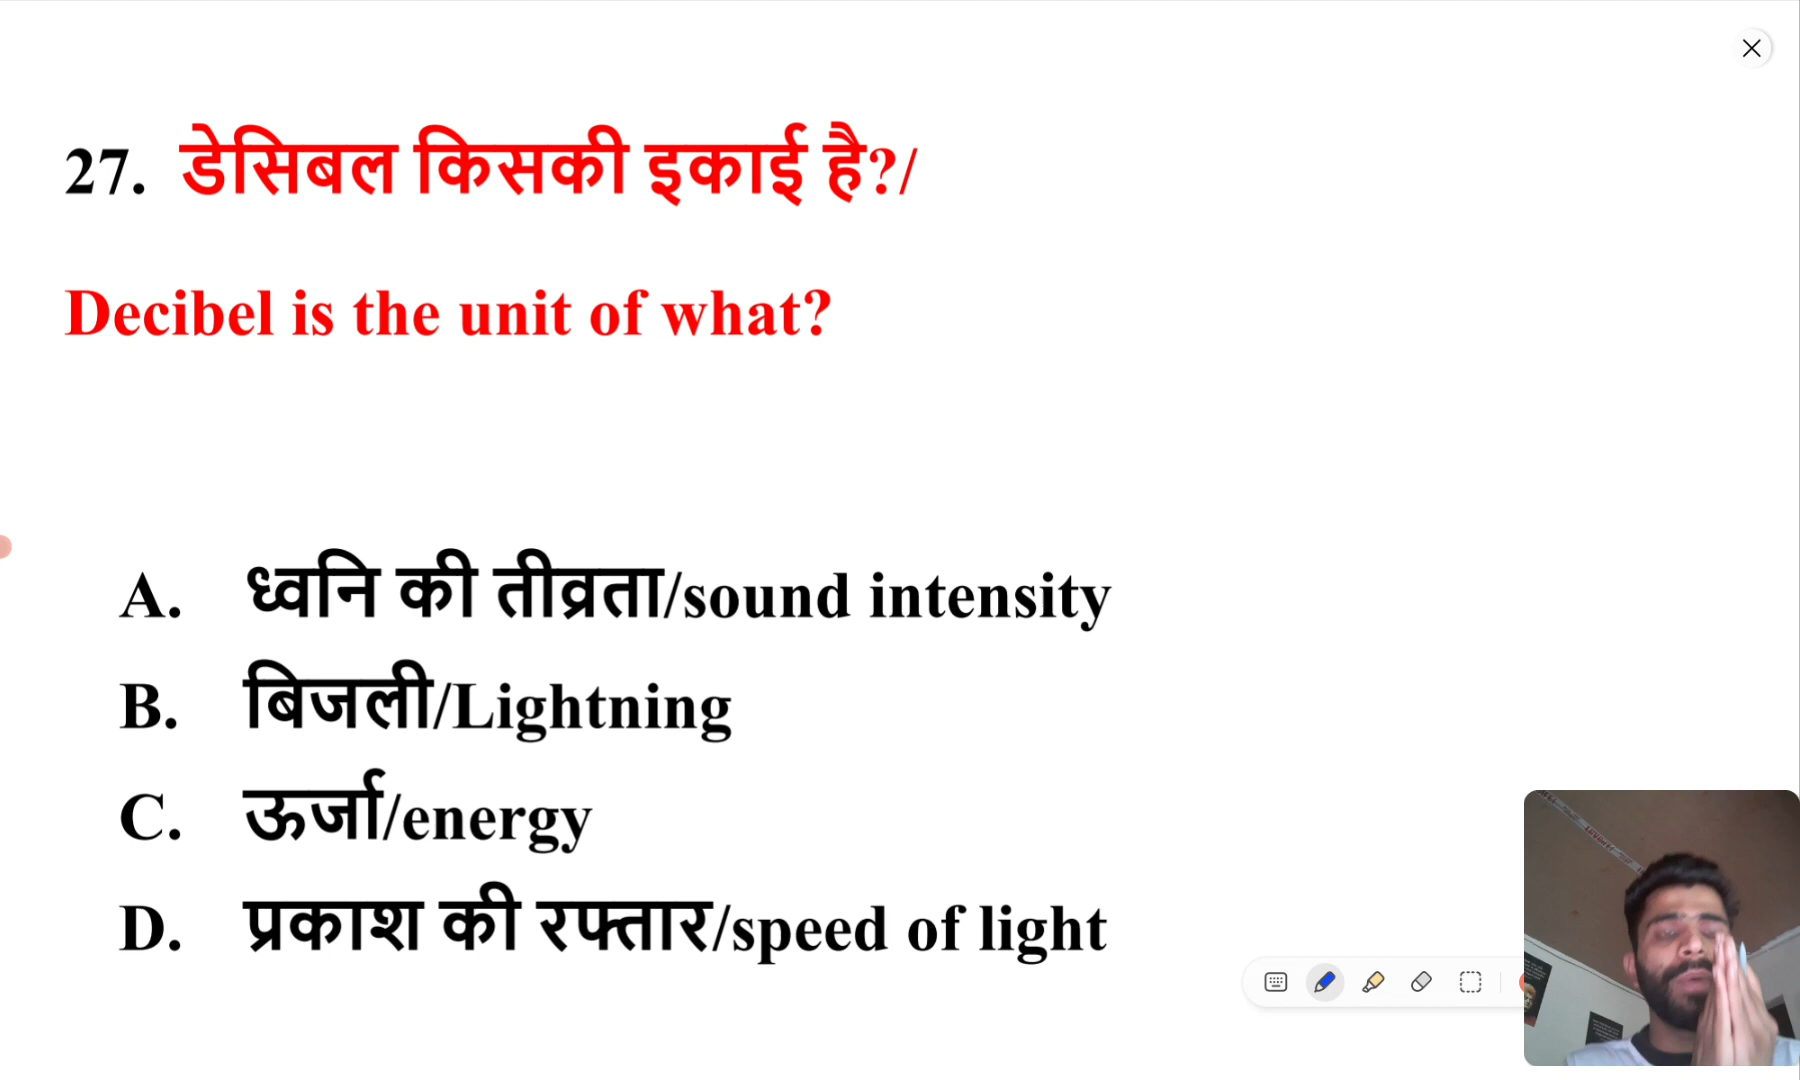 27. डेसिबल किसकी इकाई है?/
Decibel is the unit of what?
A. ध्वनि की तीव्रता/sound intensity
B. बिजली/Lightning
C. ऊर्जा/energy
D. प्रकाश की रफ्तार/speed of light